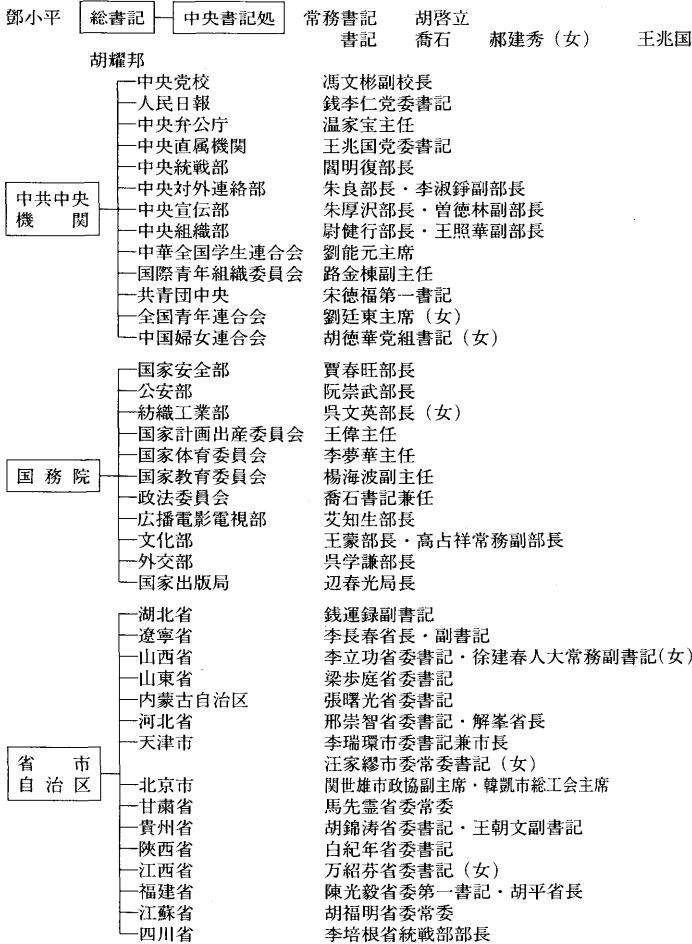 鄧小平 総書記 中央書記処 常務書記 胡啓立
書記 喬石 郝建秀（女） 王兆国
胡耀邦
中共中央機関
中央党校 馮文彬副校長
人民日報 銭李仁党委書記
中央弁公庁 温家宝主任
中央直属機関 王兆国党委書記
中央統戦部 閻明復部長
中央対外連絡部 朱良部長・李淑錚副部長
中央宣伝部 朱厚沢部長・曽徳林副部長
中央組織部 尉健行部長・王照華副部長
中華全国学生連合会 劉能元主席
国際青年組織委員会 路金棟副主任
共青団中央 宋徳福第一書記
全国青年連合会 劉廷東主席（女）
中国婦女連合会 胡徳華党組書記（女）
国務院
国家安全部 賈春旺部長
公安部 阮崇武部長
紡織工業部 呉文英部長（女）
国家計画出産委員会 王偉主任
国家体育委員会 李夢華主任
国家教育委員会 楊海波副主任
政法委員会 喬石書記兼任
広播電影電視部 艾知生部長
文化部 王蒙部長・高占祥常務副部長
外交部 呉学謙部長
国家出版局 辺春光局長
省市自治区
湖北省 銭運録副書記
遼寧省 李長春省長・副書記
山西省 李立功省委書記・徐建春人大常務副書記（女）
山東省 梁歩庭省委書記
内蒙古自治区 張曙光省委書記
河北省 邢崇智省委書記・解峯省長
天津市 李瑞環市委書記兼市長
汪家繆市委常委書記（女）
北京市 関世雄市政協副主席・韓凱市総工会主席
甘粛省 馬先霊省委常委
貴州省 胡錦涛省委書記・王朝文副書記
陝西省 白紀年省委書記
江西省 万紹芬省委書記（女）
福建省 陳光毅省委第一書記・胡平省長
江蘇省 胡福明省委常委
四川省 李培根省統戦部部長